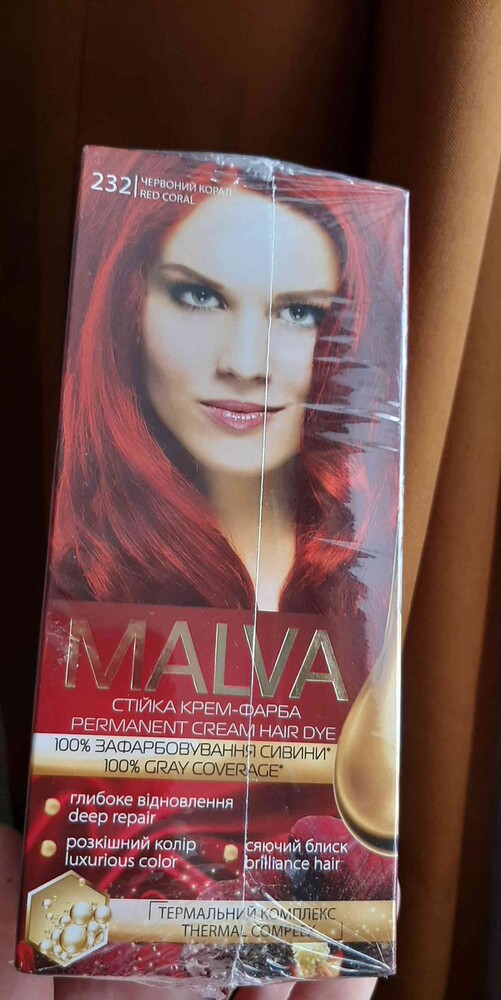 232
ЧЕРВОНИЙ КОРАЛ
RED CORAL
MALVA
СТІЙКА КРЕМ-ФАРБА
PERMANENT CREAM HAIR DYE
100% ЗАФАРБОВУВАННЯ СИВИНИ*
100% GRAY COVERAGE*
глибоке відновлення
deep repair
розкішний колір
luxurious color
сяючий блиск
brilliance hair
ТЕРМАЛЬНИЙ КОМПЛЕКС
THERMAL COMPLEX